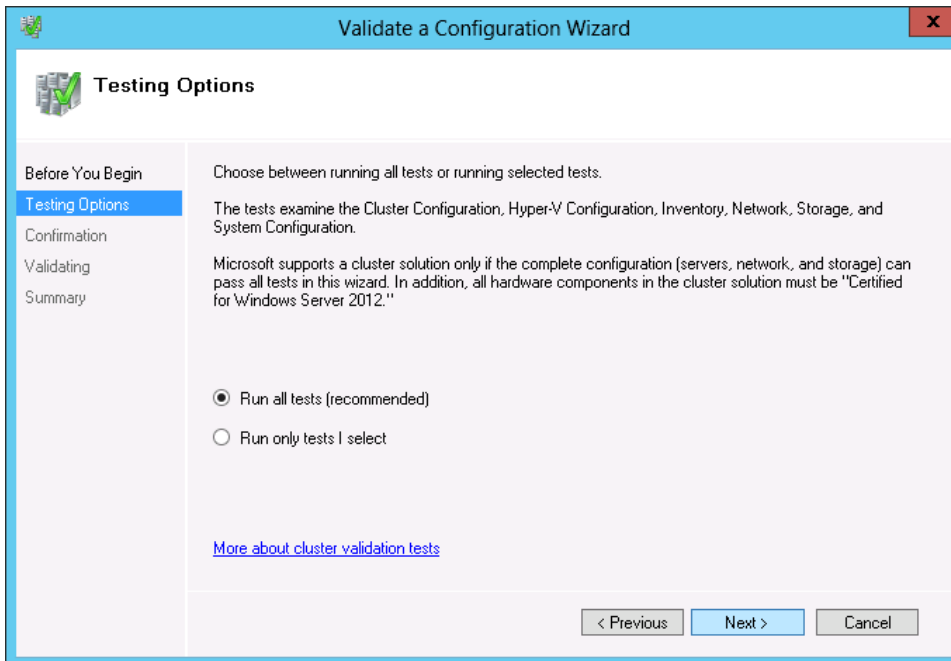 Validate a Configuration Wizard
x
Testing Options
Before You Begin
Testing Options
Confirmation
Validating
Summary
Choose between running all tests or running selected tests.
The tests examine the Cluster Configuration, Hyper-V Configuration, Inventory, Network, Storage, and
System Configuration.
Microsoft supports a cluster solution only if the complete configuration (servers, network, and storage) can
pass all tests in this wizard. In addition, all hardware components in the cluster solution must be "Certified
for Windows Server 2012."
Run all tests (recommended)
Run only tests I select
More about cluster validation tests
< Previous
Next >
Cancel